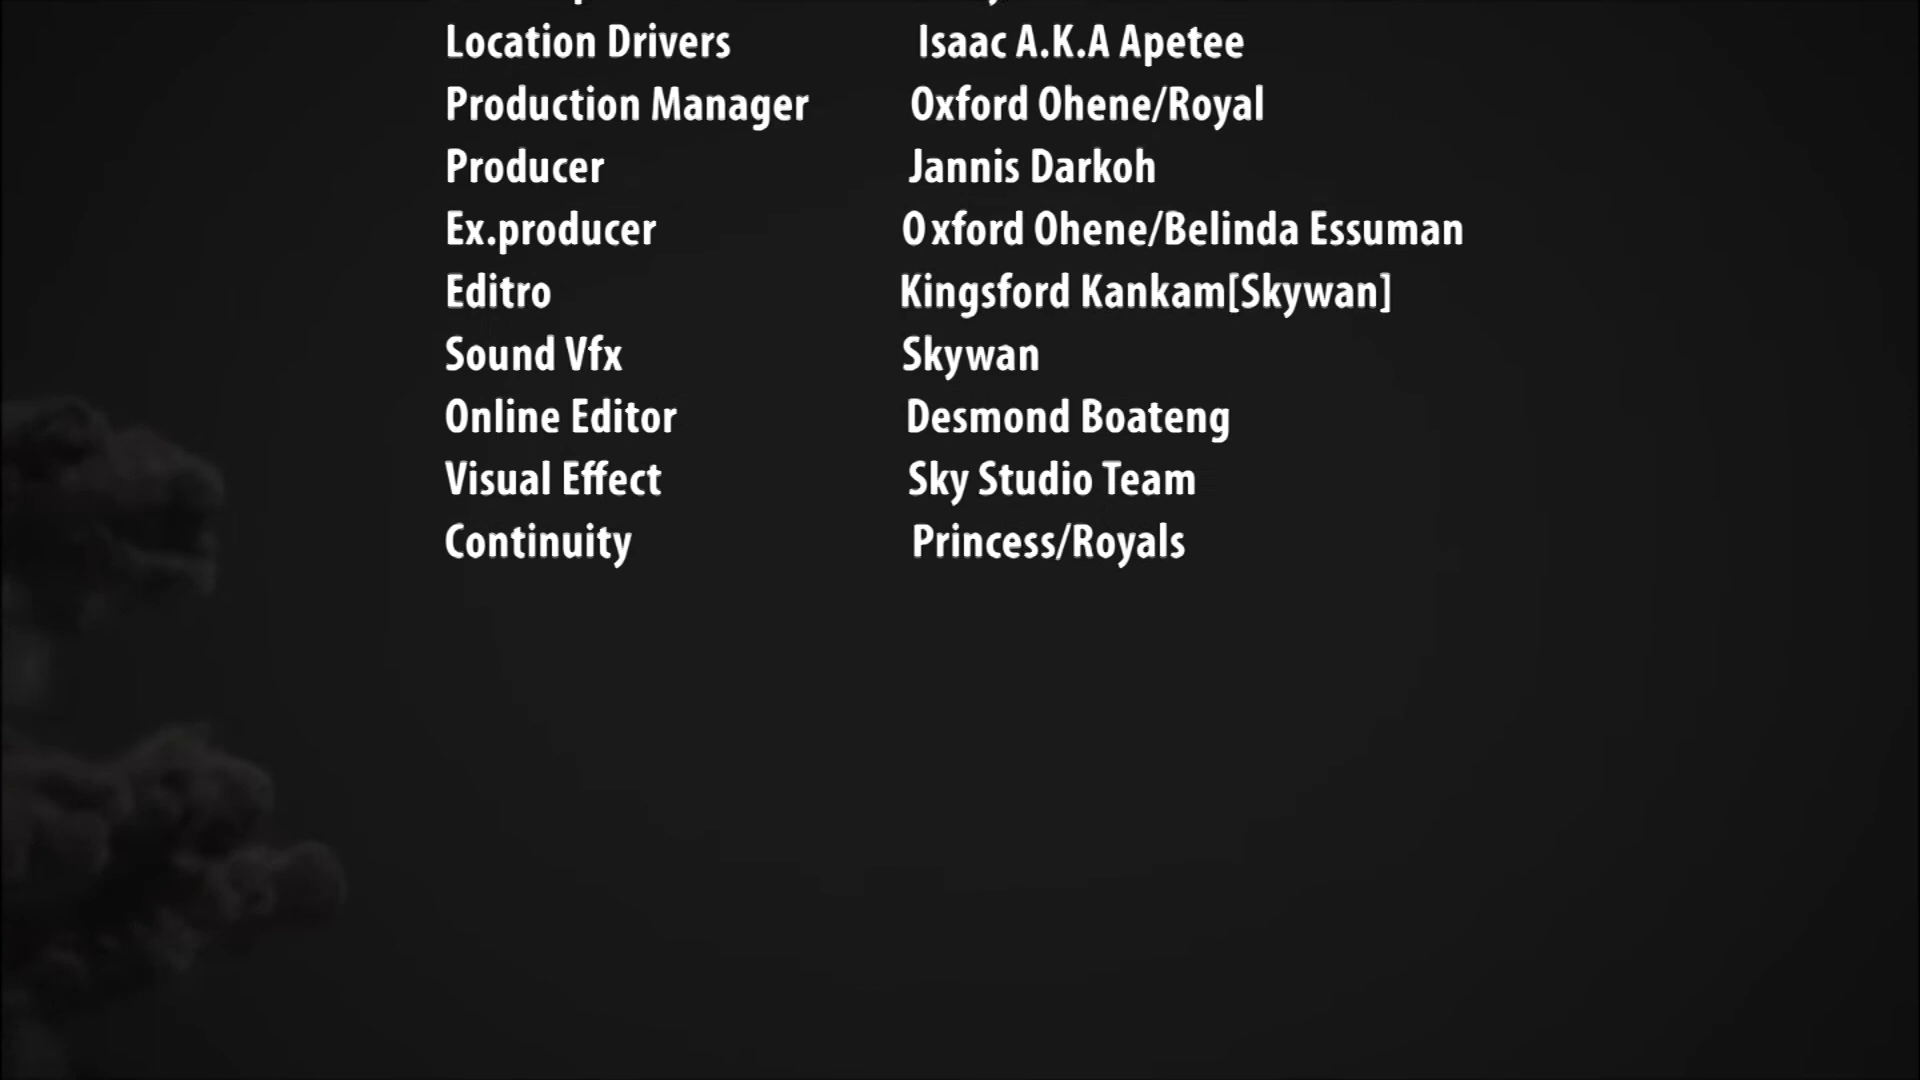 Location Drivers Isaac A.K.A Apetee
Production Manager Oxford Ohene/Royal
Producer Jannis Darkoh
Ex.producer Oxford Ohene/Belinda Essuman
Editro Kingsford Kankam[Skywan]
Sound Vfx Skywan
Online Editor Desmond Boateng
Visual Effect Sky Studio Team
Continuity Princess/Royals